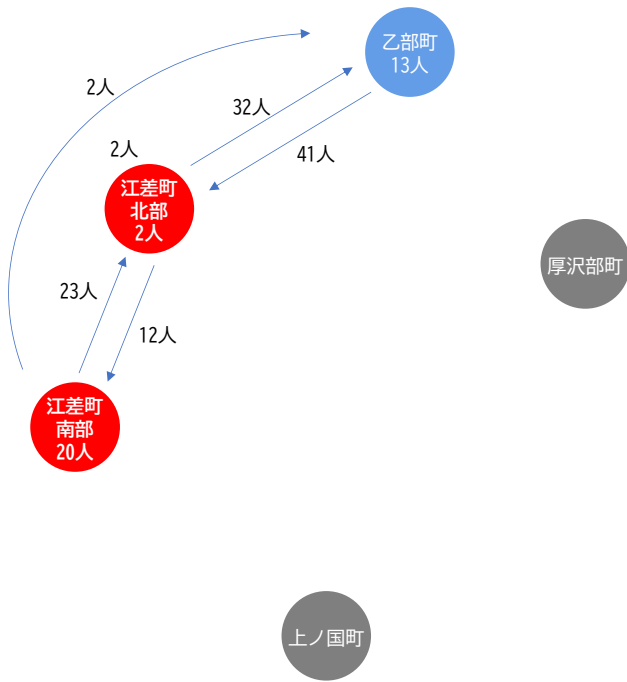 乙部町
13人
2人
32人
2人
41人
江差町
北部
2人
厚沢部町
23人
12人
江差町
南部
20人
上ノ国町